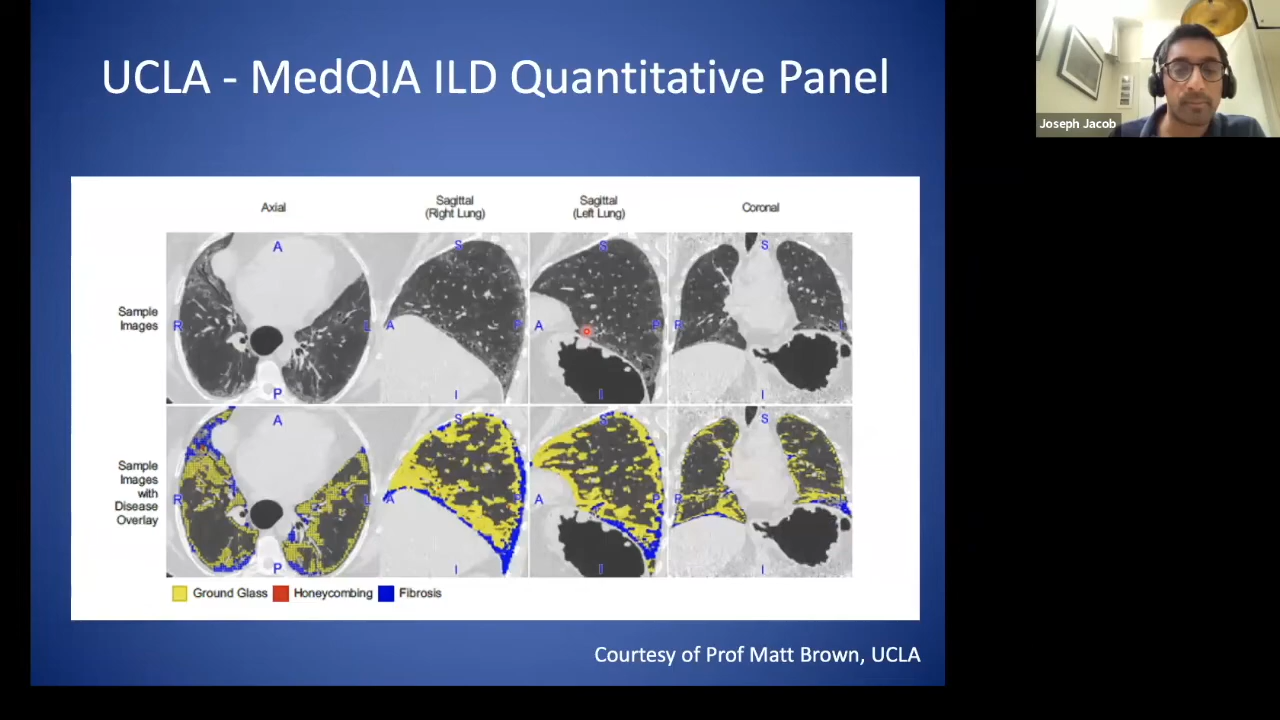 UCLA - MedQIA ILD Quantitative Panel
Joseph Jacob
Axial
Sagittal
(Right Lung)
Sagittal
(Left Lung)
Coronal
Sample
Images
A
S
S
S
R
L
A
P
A
P
R
L
P
I
I
I
Sample
Images
with
Disease
Overlay
A
S
S
S
R
L
A
P
A
P
R
L
P
I
I
I
Ground Glass
Honeycombing
Fibrosis
Courtesy of Prof Matt Brown, UCLA